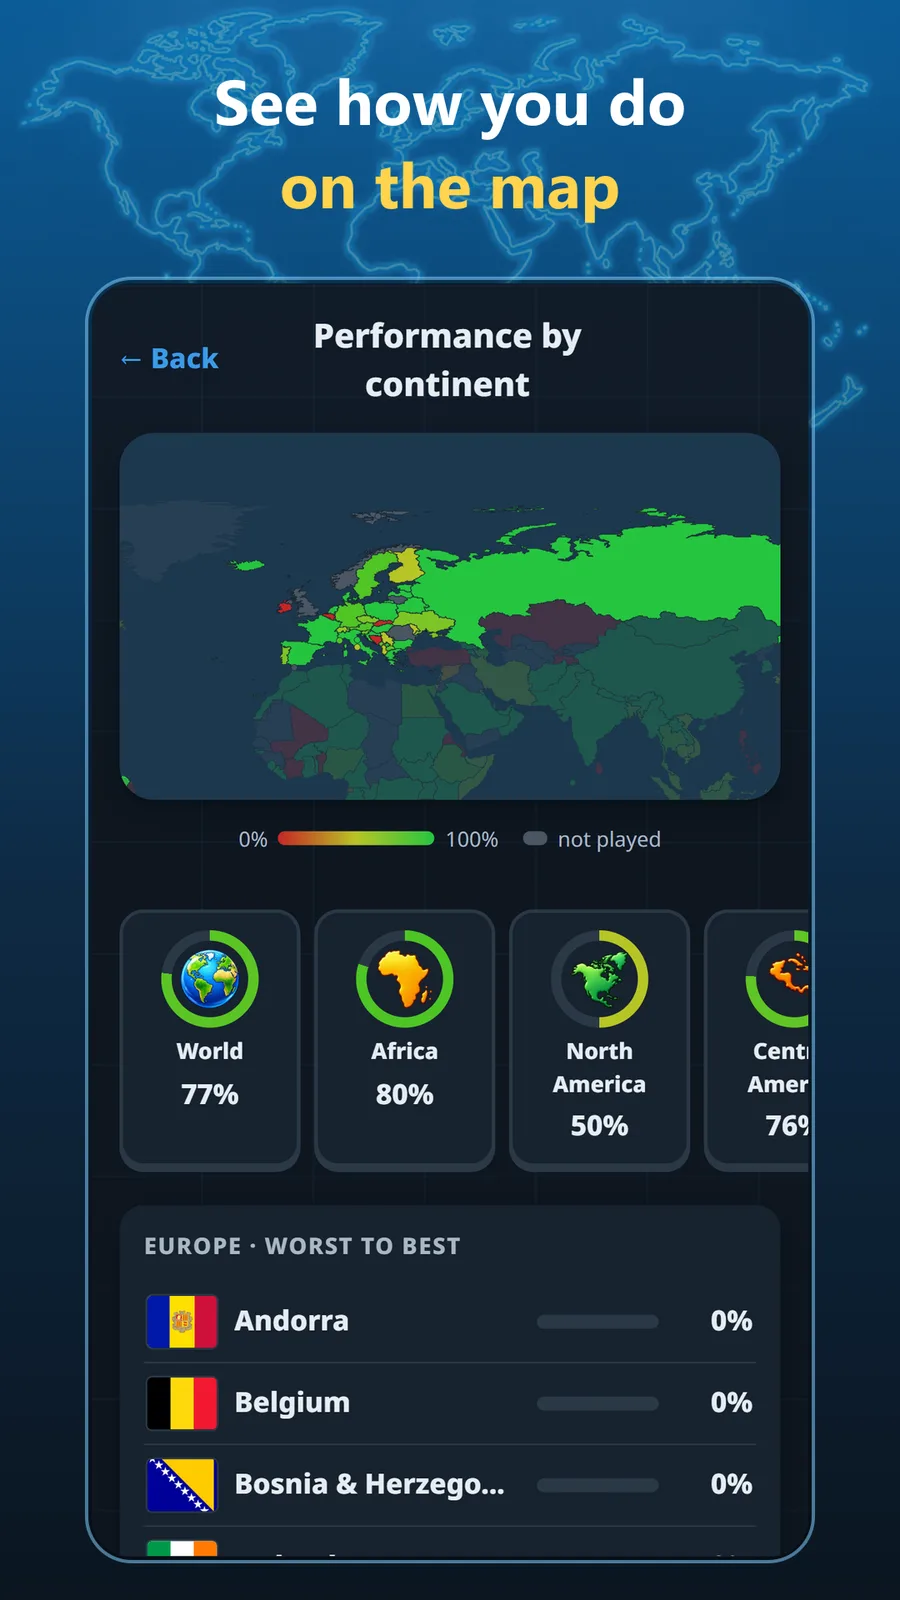 See how you do
on the map
← Back
Performance by
continent
0%
100%
not played
World
77%
Africa
80%
North
America
50%
EUROPE · WORST TO BEST
Andorra
0%
Belgium
0%
Bosnia & Herzego...
0%